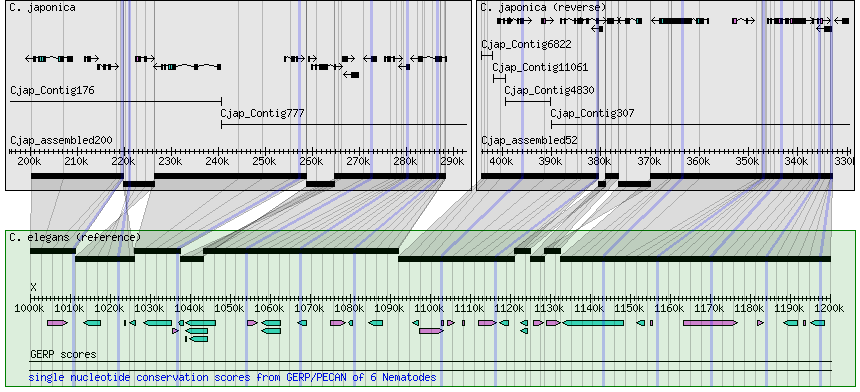 C. japonica
Cjap_Contig176
Cjap_Contig777
Cjap_assembled200
200k 210k 220k 230k 240k 250k 260k 270k 280k 290k
C. japonica (reverse)
Cjap_Contig6822
Cjap_Contig11061
Cjap_Contig4830
Cjap_Contig307
Cjap_assembled52
400k 390k 380k 370k 360k 350k 340k 330k
C. elegans (reference)
X
1000k 1010k 1020k 1030k 1040k 1050k 1060k 1070k 1080k 1090k 1100k 1110k 1120k 1130k 1140k 1150k 1160k 1170k 1180k 1190k 1200k
GERP scores
single nucleotide conservation scores from GERP/PECAN of 6 Nematodes